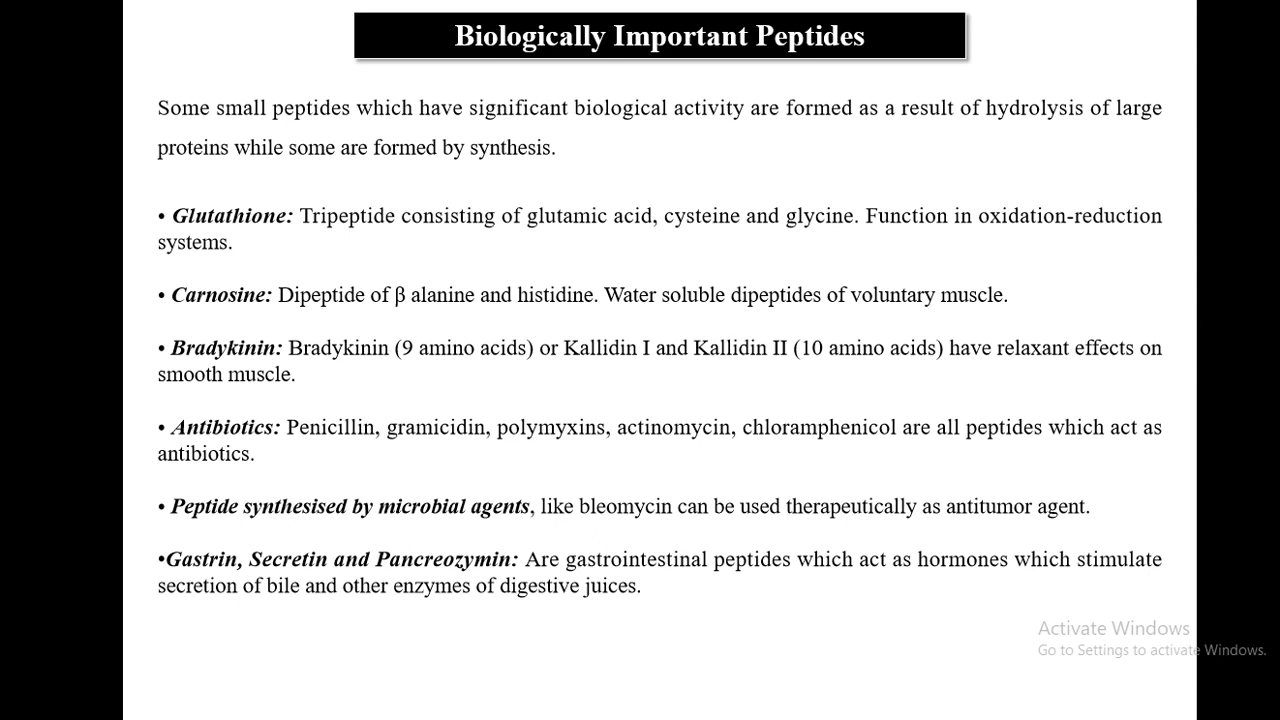 Biologically Important Peptides
Some small peptides which have significant biological activity are formed as a result of hydrolysis of large
proteins while some are formed by synthesis.
• Glutathione: Tripeptide consisting of glutamic acid, cysteine and glycine. Function in oxidation-reduction
systems.
• Carnosine: Dipeptide of β alanine and histidine. Water soluble dipeptides of voluntary muscle.
• Bradykinin: Bradykinin (9 amino acids) or Kallidin I and Kallidin II (10 amino acids) have relaxant effects on
smooth muscle.
• Antibiotics: Penicillin, gramicidin, polymyxins, actinomycin, chloramphenicol are all peptides which act as
antibiotics.
• Peptide synthesised by microbial agents, like bleomycin can be used therapeutically as antitumor agent.
•Gastrin, Secretin and Pancreozymin: Are gastrointestinal peptides which act as hormones which stimulate
secretion of bile and other enzymes of digestive juices.
Activate Windows
Go to Settings to activate Windows.